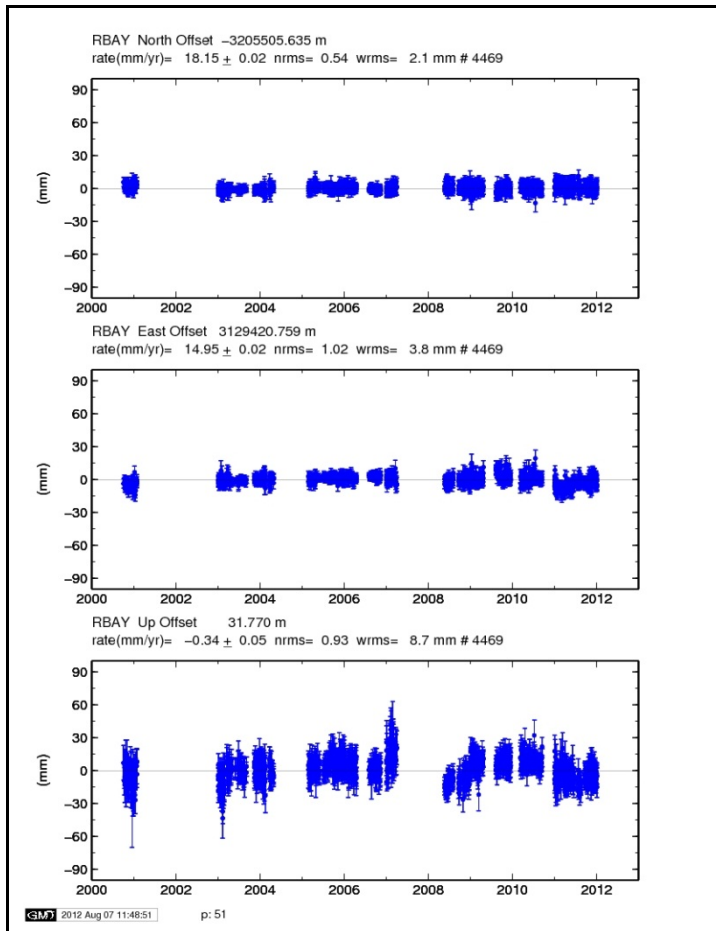 RBAY North Offset -3205505.635 m
rate(mm/yr)= 18.15 ± 0.02 nrms= 0.54 wrms= 2.1 mm # 4469
90
60
30
0
−30
−60
−90
(mm)
2000 2002 2004 2006 2008 2010 2012
RBAY East Offset 3129420.759 m
rate(mm/yr)= 14.95 ± 0.02 nrms= 1.02 wrms= 3.8 mm # 4469
90
60
30
0
−30
−60
−90
(mm)
2000 2002 2004 2006 2008 2010 2012
RBAY Up Offset 31.770 m
rate(mm/yr)= −0.34 ± 0.05 nrms= 0.93 wrms= 8.7 mm # 4469
90
60
30
0
−30
−60
−90
(mm)
2000 2002 2004 2006 2008 2010 2012
GMT 2012 Aug 07 11:48:51 p: 51